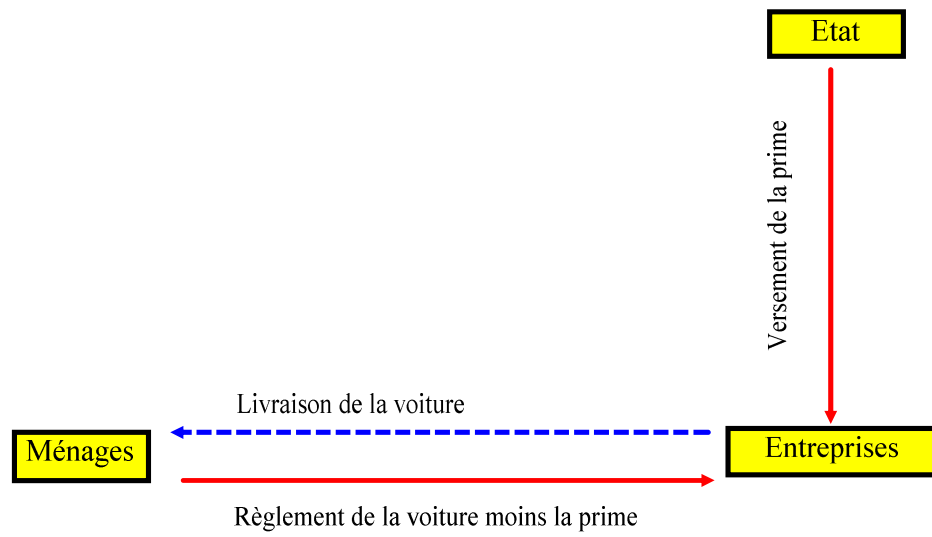 Etat
Versement de la prime
Livraison de la voiture
Ménages
Entreprises
Règlement de la voiture moins la prime